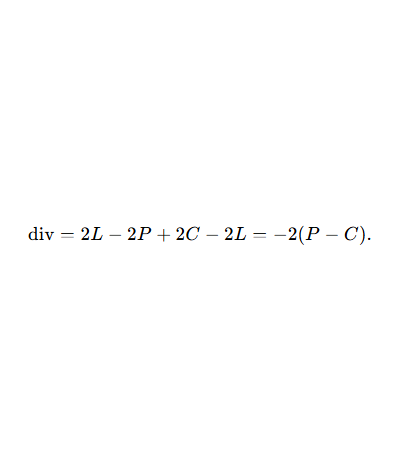 div = 2L − 2P + 2C − 2L = −2(P − C).